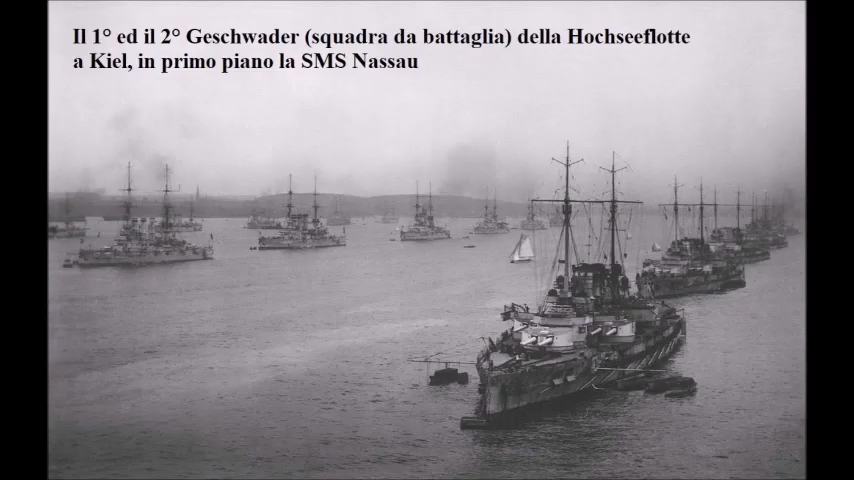 Il 1° ed il 2° Geschwader (squadra da battaglia) della Hochseeflotte
a Kiel, in primo piano la SMS Nassau